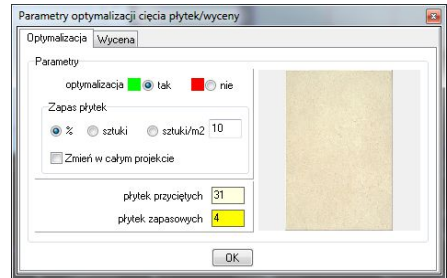 Parametry optymalizacji cięcia płytek/wyceny
Optymalizacja Wycena
Parametry
optymalizacja tak nie
Zapas płytek
% sztuki sztuki/m2 10
Zmień w całym projekcie
płytek przyciętych 31
płytek zapasowych 4
OK